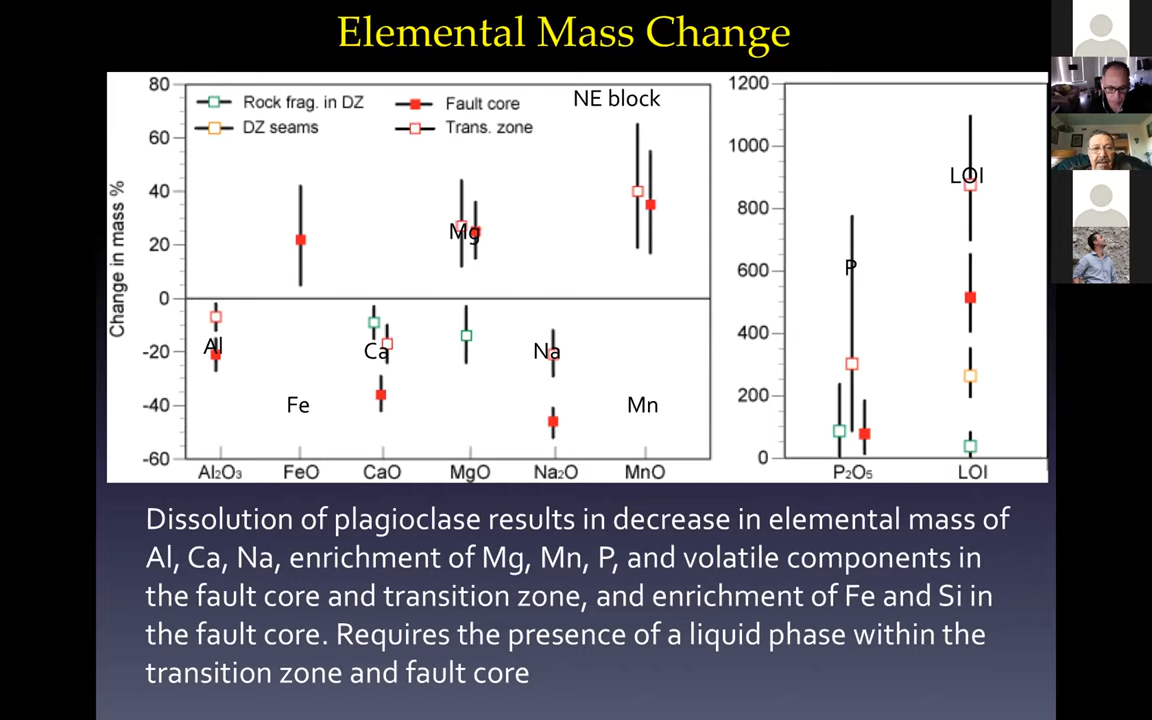 Elemental Mass Change
80
60
40
20
0
-20
-40
-60
Change in mass %
Rock frag. in DZ
DZ seams
Fault core
Trans. zone
NE block
Mg
Al
Ca
Na
Fe
Mn
Al₂O₃ FeO CaO MgO Na₂O MnO
1200
1000
800
600
400
200
0
LOI
P
P₂O₅ LOI
Dissolution of plagioclase results in decrease in elemental mass of
Al, Ca, Na, enrichment of Mg, Mn, P, and volatile components in
the fault core and transition zone, and enrichment of Fe and Si in
the fault core. Requires the presence of a liquid phase within the
transition zone and fault core